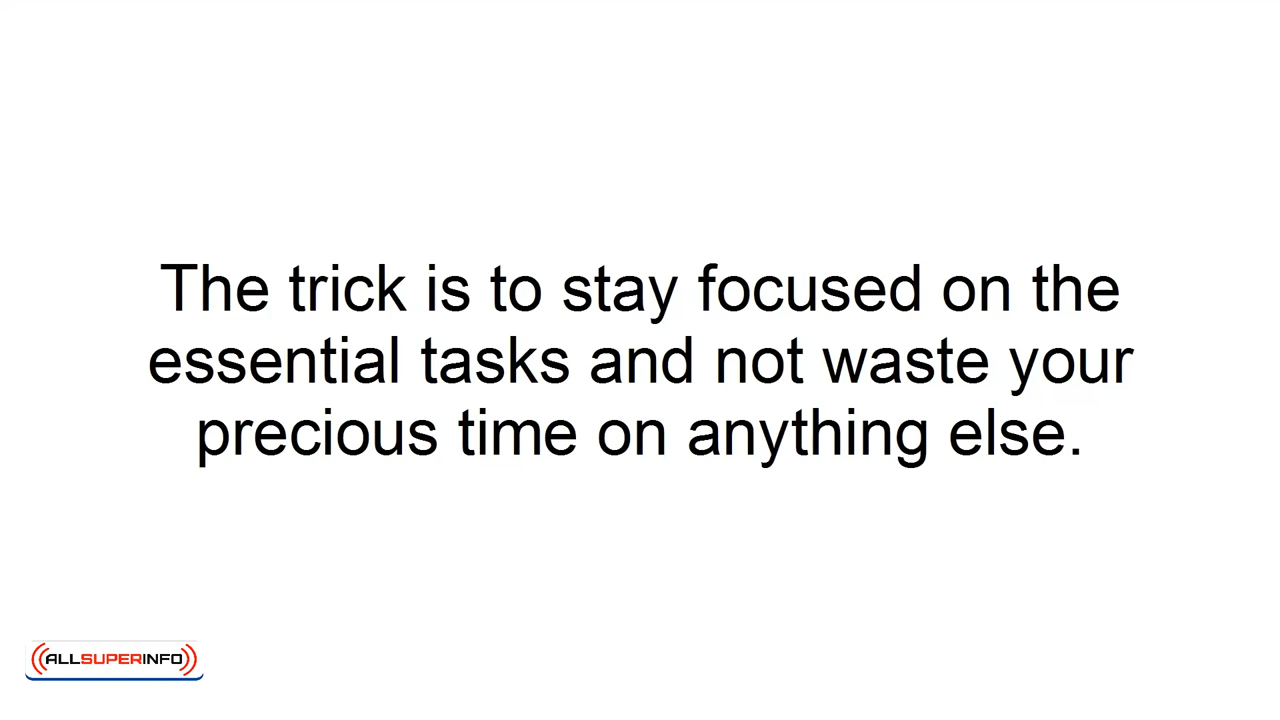 The trick is to stay focused on the
essential tasks and not waste your
precious time on anything else.
ALLSUPERINFO